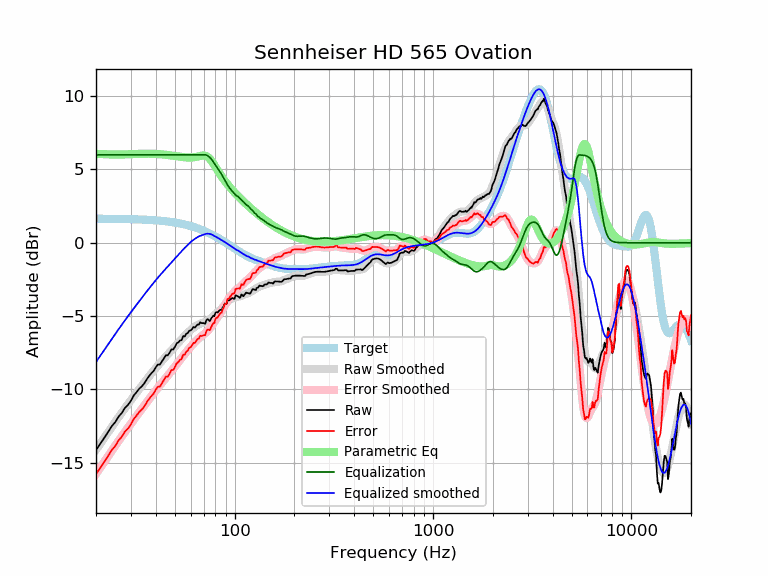 Sennheiser HD 565 Ovation
Amplitude (dBr)
10
5
0
−5
−10
−15
Target
Raw Smoothed
Error Smoothed
Raw
Error
Parametric Eq
Equalization
Equalized smoothed
100
1000
10000
Frequency (Hz)